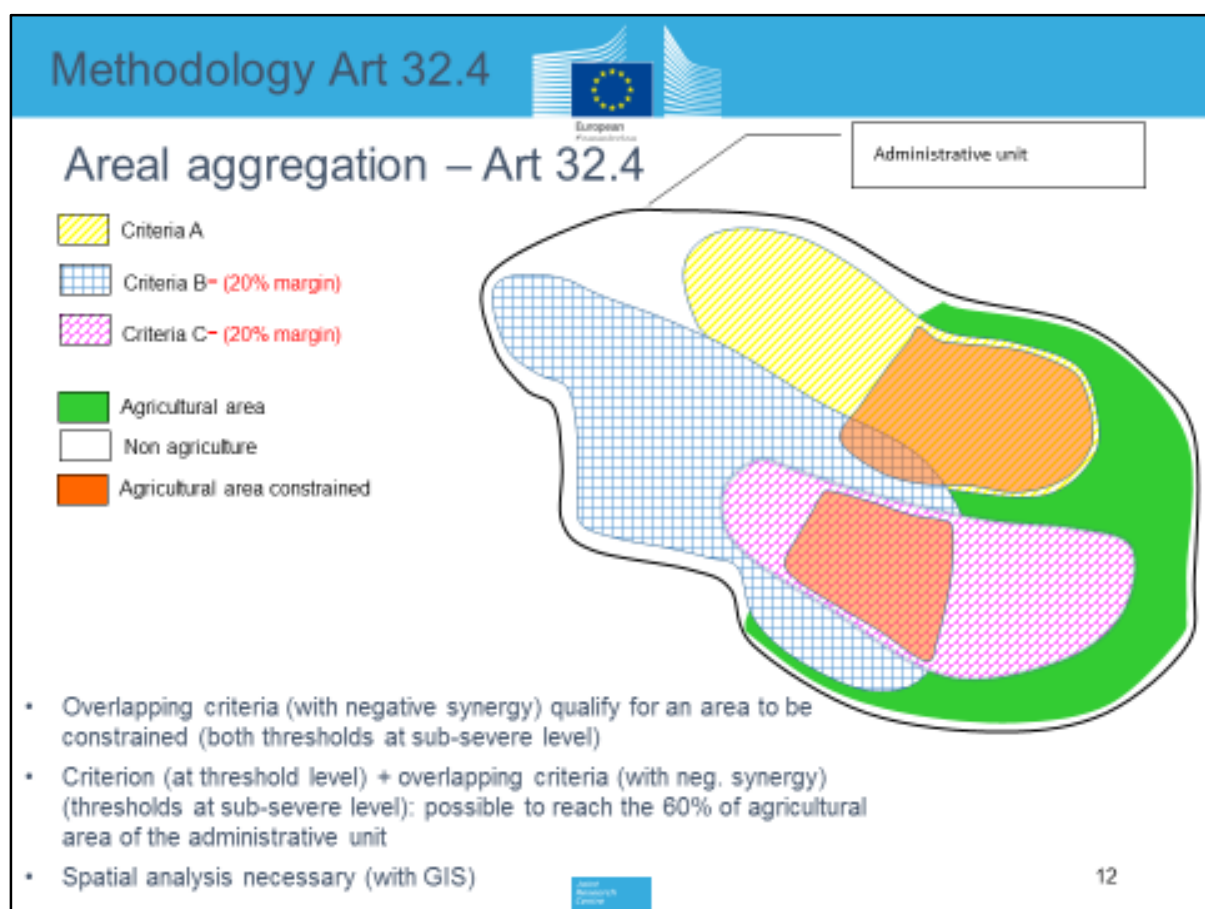 Methodology Art 32.4
European
Commission
Administrative unit
Areal aggregation – Art 32.4
Criteria A
Criteria B- (20% margin)
Criteria C- (20% margin)
Agricultural area
Non agriculture
Agricultural area constrained
• Overlapping criteria (with negative synergy) qualify for an area to be
constrained (both thresholds at sub-severe level)
• Criterion (at threshold level) + overlapping criteria (with neg. synergy)
(thresholds at sub-severe level): possible to reach the 60% of agricultural
area of the administrative unit
• Spatial analysis necessary (with GIS)
Joint
Research
Centre
12